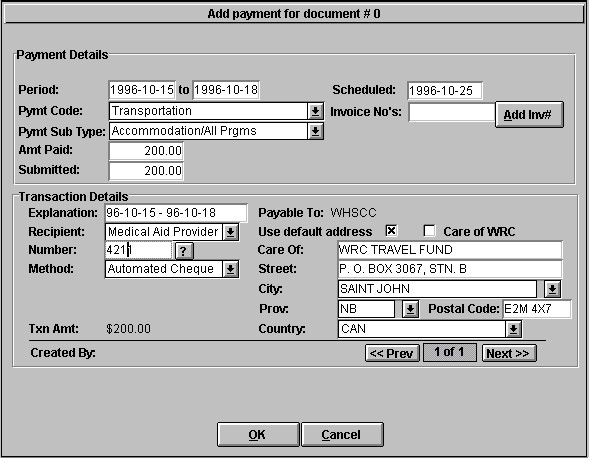 Add payment for document # 0
Payment Details
Period: 1996-10-15 to 1996-10-18 Scheduled: 1996-10-25
Pymt Code: Transportation Invoice No's: Add Inv#
Pymt Sub Type: Accommodation/All Prgms
Amt Paid: 200.00
Submitted: 200.00
Transaction Details
Explanation: 96-10-15 - 96-10-18 Payable To: WHSCC
Recipient: Medical Aid Provider Use default address Care of WRC
Number: 4211 ? Care Of: WRC TRAVEL FUND
Method: Automated Cheque Street: P. O. BOX 3067, STN. B
City: SAINT JOHN
Prov: NB Postal Code: E2M 4X7
Txn Amt: $200.00 Country: CAN
Created By: << Prev 1 of 1 Next >>
OK Cancel